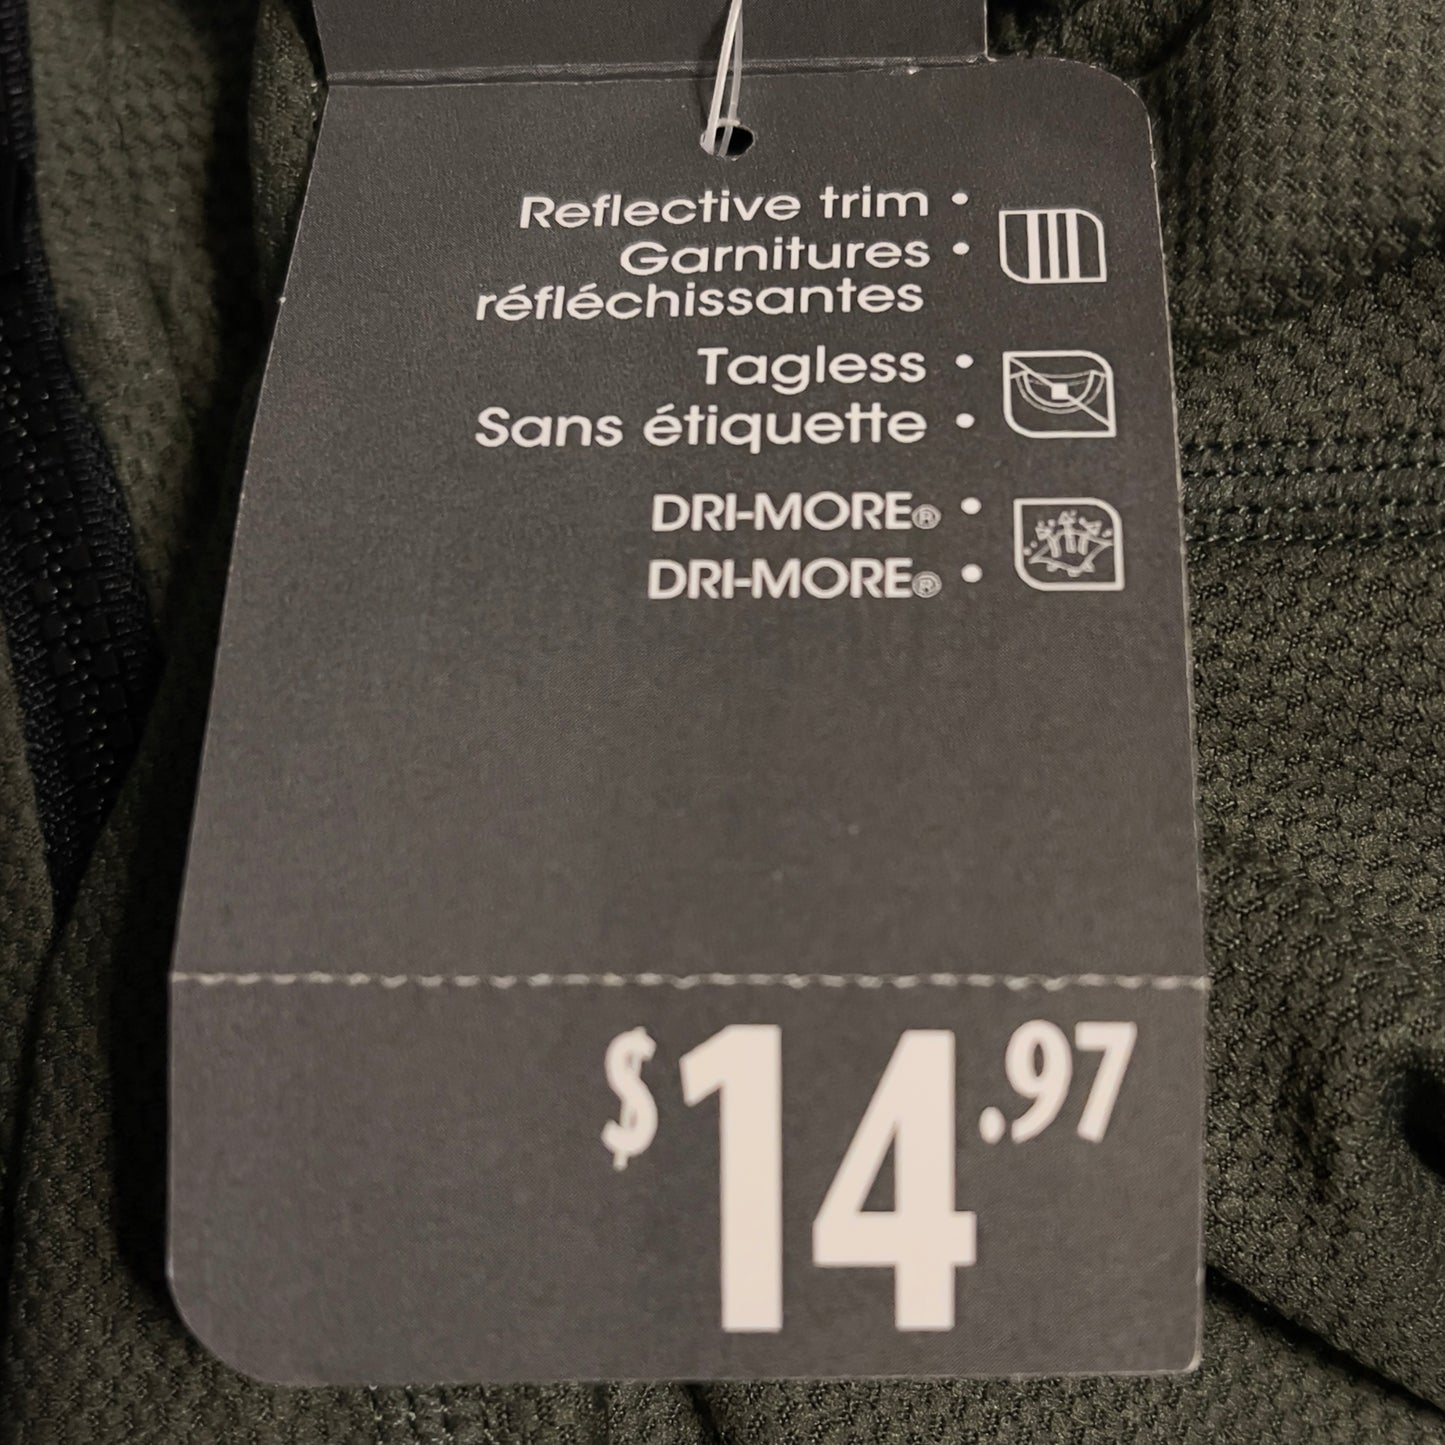 Reflective trim •
Garnitures •
réfléchissantes
Tagless •
Sans étiquette •
DRI-MORE® •
DRI-MORE® •
$14.97